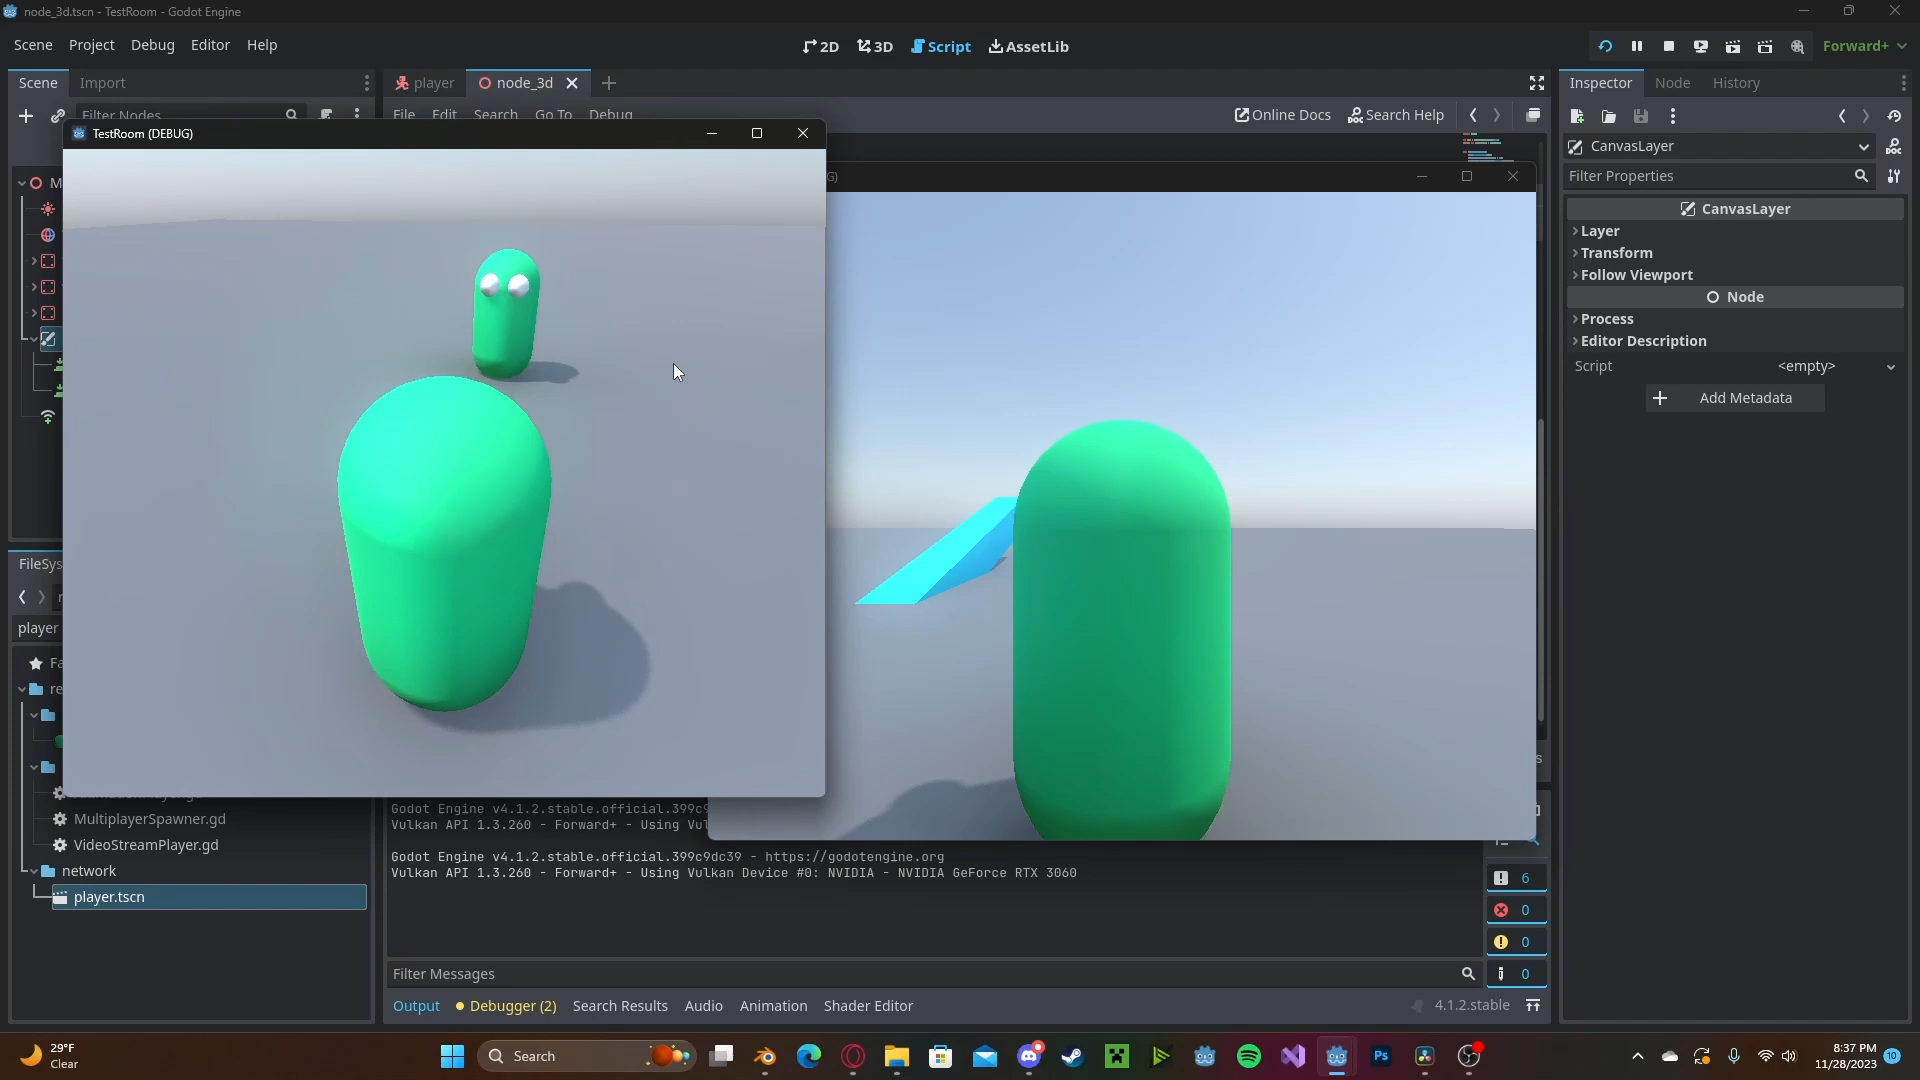 node_3d.tscn - TestRoom - Godot Engine
Scene Project Debug Editor Help
2D 3D Script AssetLib
Forward+
Scene Import
player node_3d
Inspector Node History
Filter Nodes
File Edit Search Go To Debug
Online Docs Search Help
TestRoom (DEBUG)
CanvasLayer
G)
Filter Properties
M
CanvasLayer
Layer
Transform
Follow Viewport
Node
Process
Editor Description
Script <empty>
Add Metadata
FileSys
player
Fa
re
MultiplayerSpawner.gd
VideoStreamPlayer.gd
network
player.tscn
Godot Engine v4.1.2.stable.official.399c9
Vulkan API 1.3.260 - Forward+ - Using Vul
Godot Engine v4.1.2.stable.official.399c9dc39 - https://godotengine.org
Vulkan API 1.3.260 - Forward+ - Using Vulkan Device #0: NVIDIA - NVIDIA GeForce RTX 3060
6
0
0
0
Filter Messages
Output Debugger (2) Search Results Audio Animation Shader Editor
4.1.2.stable
29°F
Clear
Search
Ps
8:37 PM
11/28/2023
10